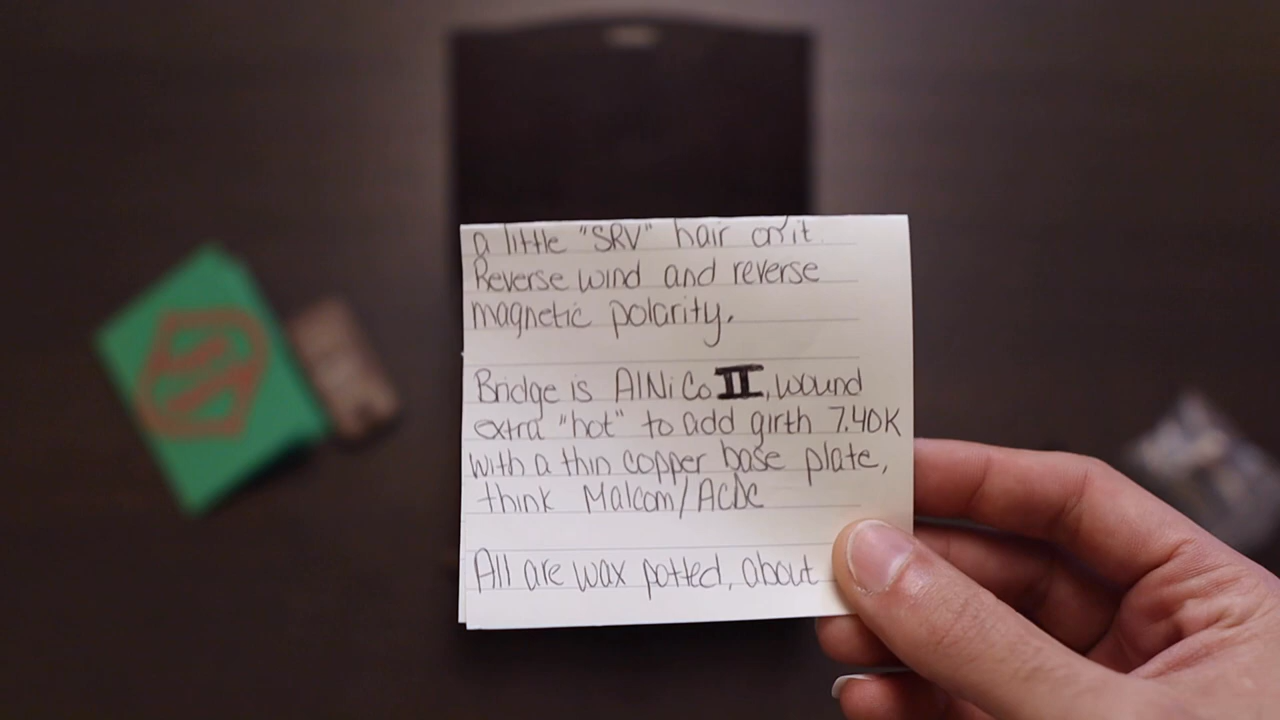 a little "SRV" hair on it.
Reverse wind and reverse
magnetic polarity.
Bridge is AlNiCo II, wound
extra "hot" to add girth 7.40K
with a thin copper base plate,
think Malcom/ACDC
All are wax potted, about